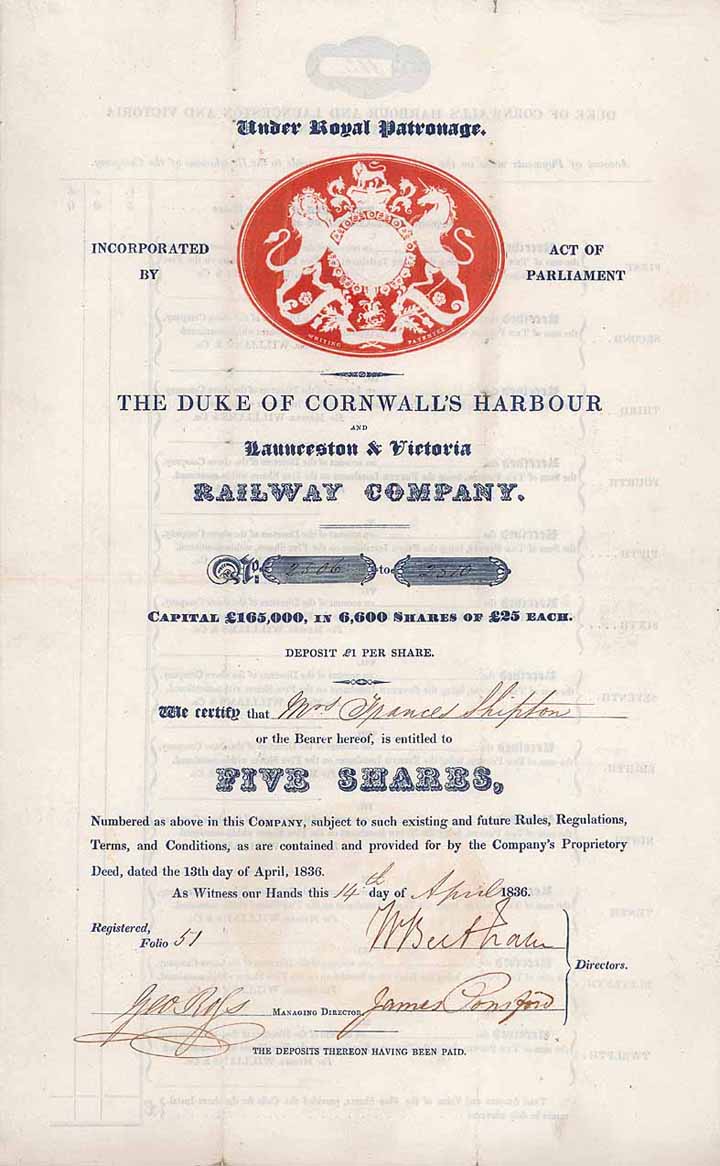 Under Royal Patronage.
INCORPORATED BY
ACT OF PARLIAMENT
WHITING PATENTEE
THE DUKE OF CORNWALL'S HARBOUR
AND
Launceston & Victoria
RAILWAY COMPANY.
No. 2506 to 2510
CAPITAL £165,000, IN 6,600 SHARES OF £25 EACH.
DEPOSIT £1 PER SHARE.
We certify that Mrs Frances Shipton
or the Bearer hereof, is entitled to
FIVE SHARES,
Numbered as above in this COMPANY, subject to such existing and future Rules, Regulations,
Terms, and Conditions, as are contained and provided for by the Company's Proprietory
Deed, dated the 13th day of April, 1836.
As Witness our Hands this 14th day of April 1836.
Registered,
Folio 51
W Beetham
Directors.
Geo Ross MANAGING DIRECTOR James Ponsford
THE DEPOSITS THEREON HAVING BEEN PAID.